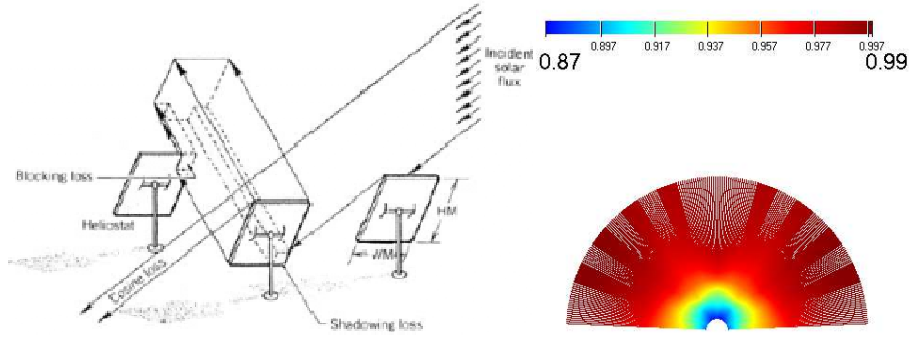 Incident
solar
flux
Blocking loss
Heliostat
HM
WM
Cosine loss
Shadowing loss
0.897 0.917 0.937 0.957 0.977 0.997
0.87 0.99